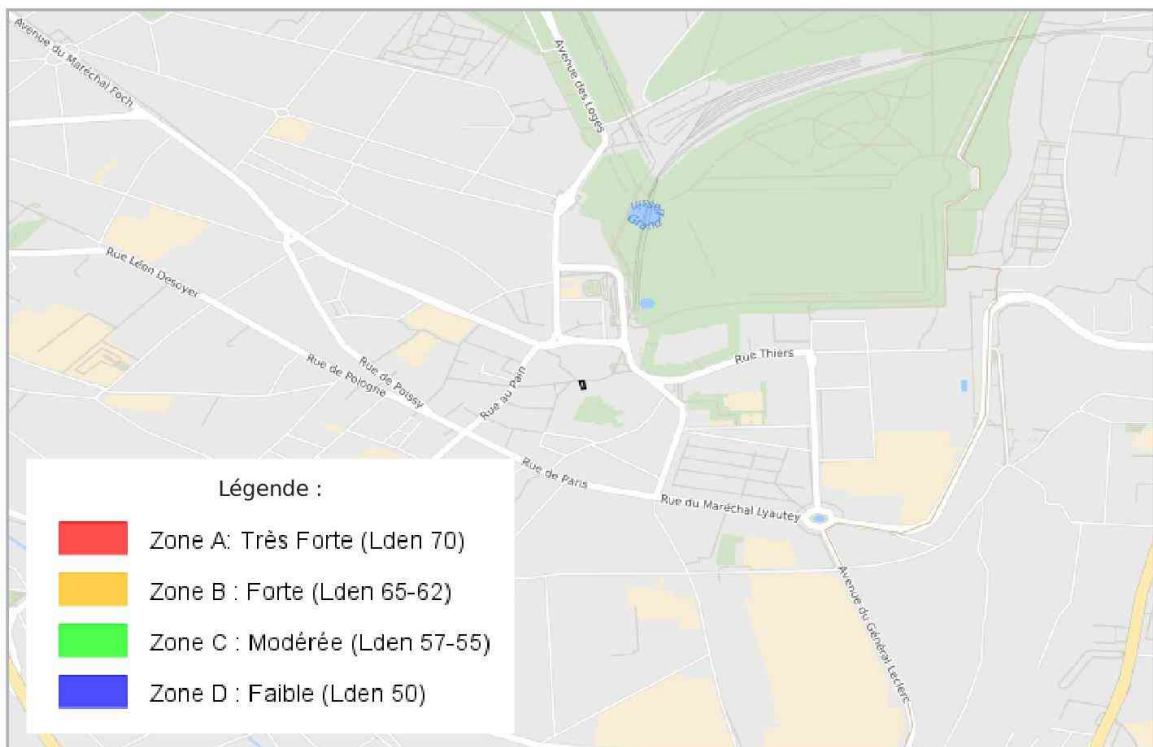 Avenue du Maréchal Foch
Avenue des Loges
Grand
Rue Léon Desoyer
Rue de Pologne
Rue de Poissy
Rue au Pain
Rue Thiers
Rue de Paris
Rue du Maréchal Lyautey
Avenue du Général Leclerc
Légende :
Zone A: Très Forte (Lden 70)
Zone B : Forte (Lden 65-62)
Zone C : Modérée (Lden 57-55)
Zone D : Faible (Lden 50)